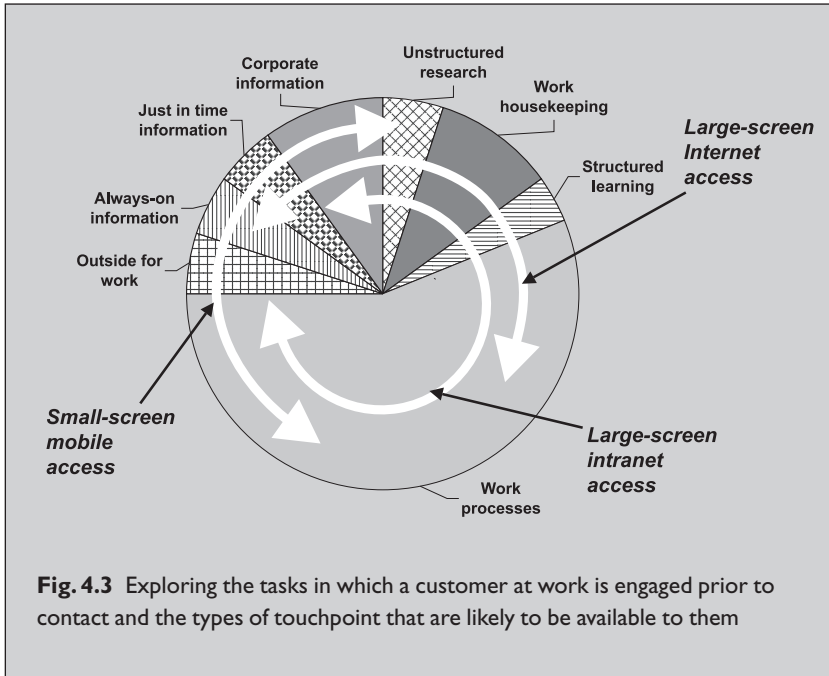 Corporate
information
Unstructured
research
Work
housekeeping
Just in time
information
Large-screen
Internet
access
Structured
learning
Always-on
information
Outside for
work
Small-screen
mobile
access
Large-screen
intranet
access
Work
processes
Fig. 4.3 Exploring the tasks in which a customer at work is engaged prior to
contact and the types of touchpoint that are likely to be available to them